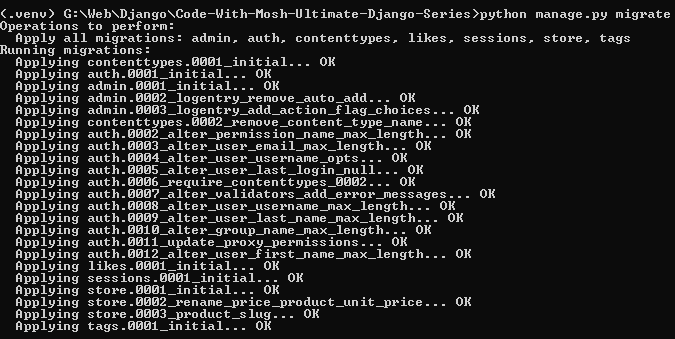 (.venv) G:\Web\Django\Code-With-Mosh-Ultimate-Django-Series>python manage.py migrate
Operations to perform:
  Apply all migrations: admin, auth, contenttypes, likes, sessions, store, tags
Running migrations:
  Applying contenttypes.0001_initial... OK
  Applying auth.0001_initial... OK
  Applying admin.0001_initial... OK
  Applying admin.0002_logentry_remove_auto_add... OK
  Applying admin.0003_logentry_add_action_flag_choices... OK
  Applying contenttypes.0002_remove_content_type_name... OK
  Applying auth.0002_alter_permission_name_max_length... OK
  Applying auth.0003_alter_user_email_max_length... OK
  Applying auth.0004_alter_user_username_opts... OK
  Applying auth.0005_alter_user_last_login_null... OK
  Applying auth.0006_require_contenttypes_0002... OK
  Applying auth.0007_alter_validators_add_error_messages... OK
  Applying auth.0008_alter_user_username_max_length... OK
  Applying auth.0009_alter_user_last_name_max_length... OK
  Applying auth.0010_alter_group_name_max_length... OK
  Applying auth.0011_update_proxy_permissions... OK
  Applying auth.0012_alter_user_first_name_max_length... OK
  Applying likes.0001_initial... OK
  Applying sessions.0001_initial... OK
  Applying store.0001_initial... OK
  Applying store.0002_rename_price_product_unit_price... OK
  Applying store.0003_product_slug... OK
  Applying tags.0001_initial... OK